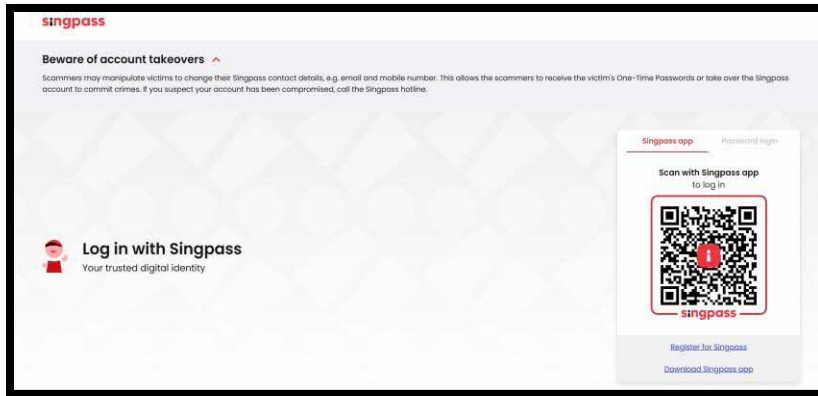 singpass
Beware of account takeovers
Scammers may manipulate victims to change their Singpass contact details, e.g. email and mobile number. This allows the scammers to receive the victim's One-Time Passwords or take over the Singpass
account to commit crimes. If you suspect your account has been compromised, call the Singpass hotline.
Singpass app Password login
Scan with Singpass app
to log in
Log in with Singpass
Your trusted digital identity
singpass
Register for Singpass
Download Singpass app